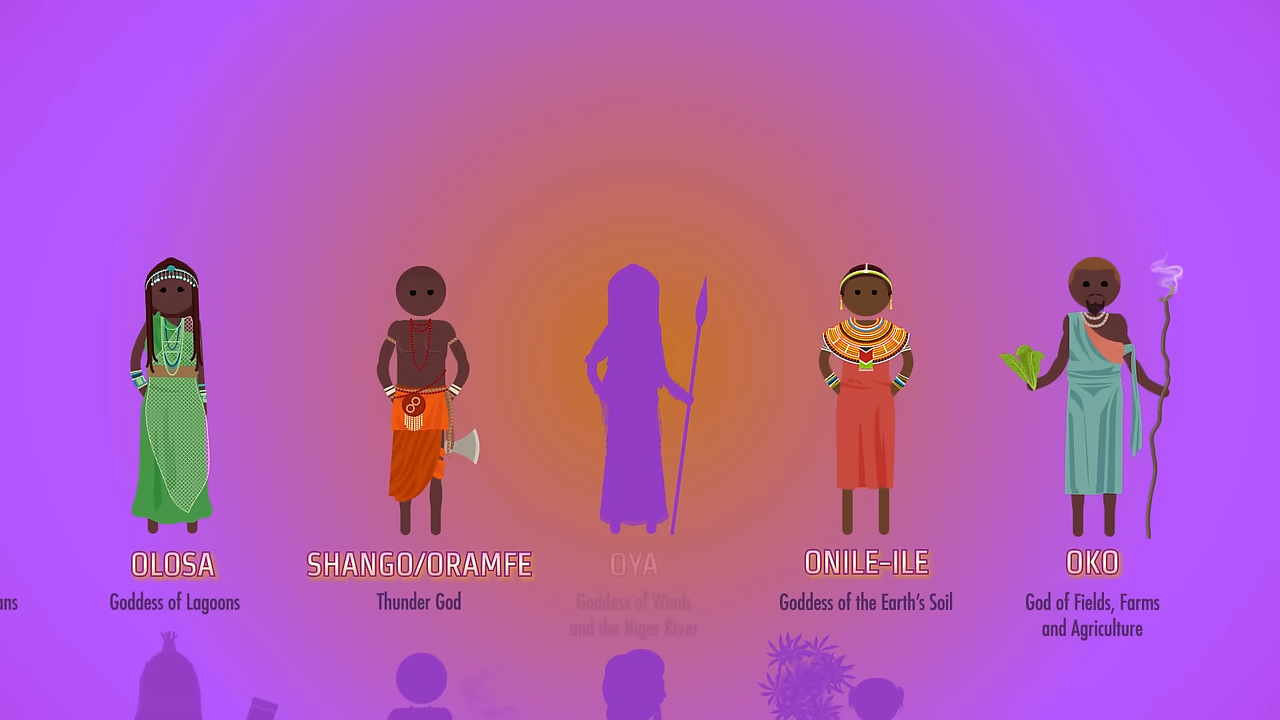 OLOSA
Goddess of Lagoons
SHANGO/ORAMFE
Thunder God
OYA
Goddess of Winds
and the Niger River
ONILE-ILE
Goddess of the Earth's Soil
OKO
God of Fields, Farms
and Agriculture